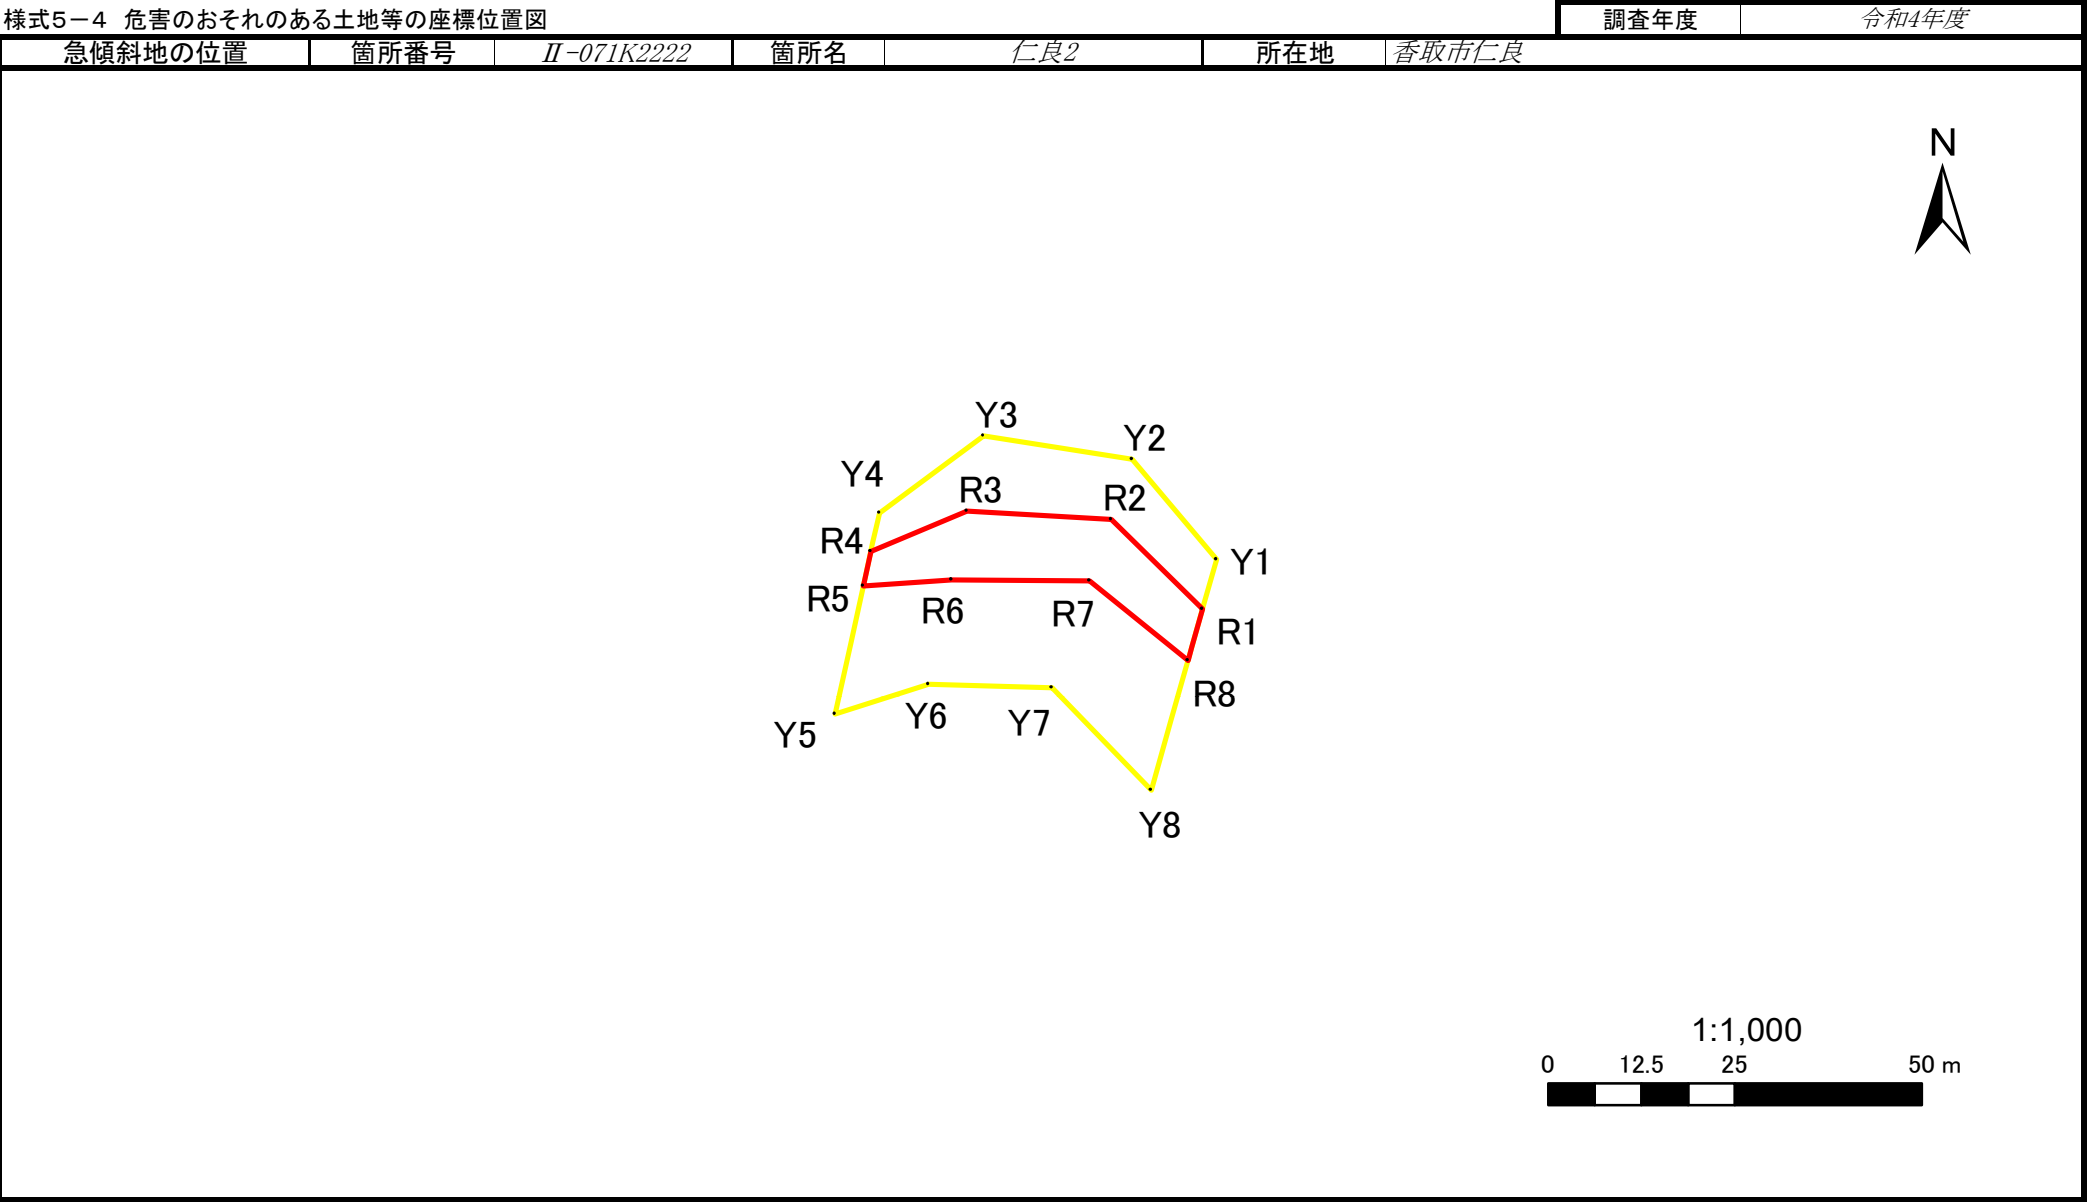 様式5－4 危害のおそれのある土地等の座標位置図 調査年度 令和4年度
急傾斜地の位置 箇所番号 Ⅱ-071K2222 箇所名 仁良2 所在地 香取市仁良
N
Y3
Y2
Y4
R3
R2
R4
Y1
R5
R6
R7
R1
R8
Y6
Y7
Y5
Y8
1:1,000
0 12.5 25 50 m